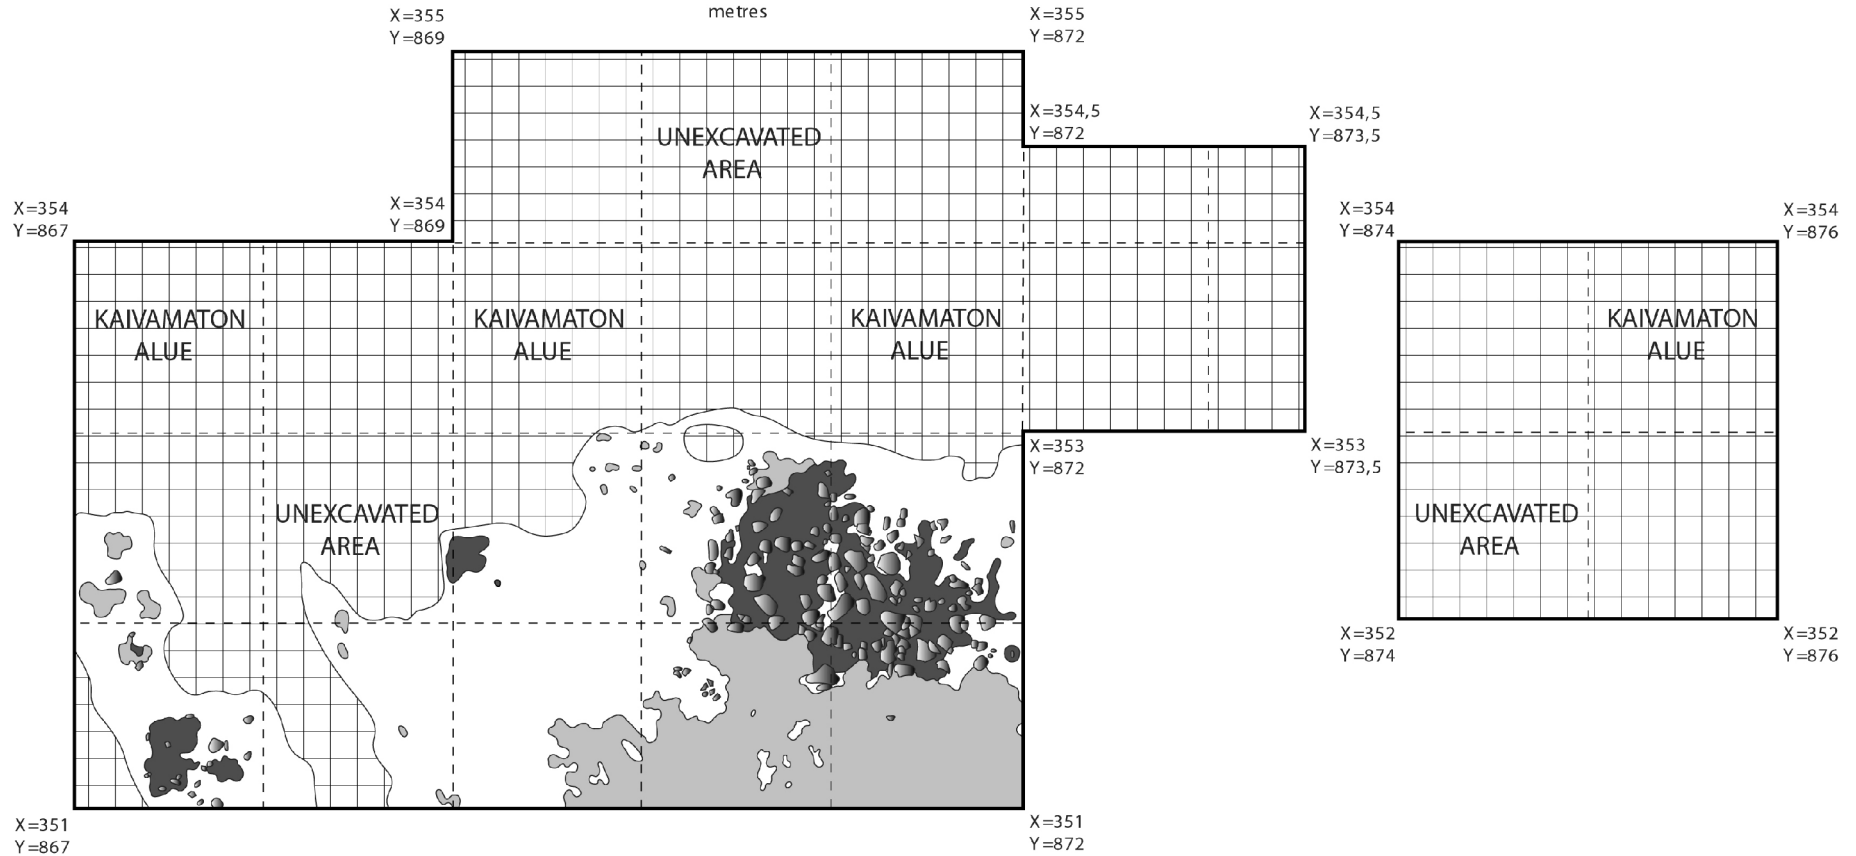 X=355
Y=869
metres
X=355
Y=872
X=354,5
Y=872
X=354,5
Y=873,5
UNEXCAVATED
AREA
X=354
Y=867
X=354
Y=869
X=354
Y=874
X=354
Y=876
KAIVAMATON
ALUE
KAIVAMATON
ALUE
KAIVAMATON
ALUE
KAIVAMATON
ALUE
X=353
Y=872
X=353
Y=873,5
UNEXCAVATED
AREA
UNEXCAVATED
AREA
X=352
Y=874
X=352
Y=876
X=351
Y=867
X=351
Y=872